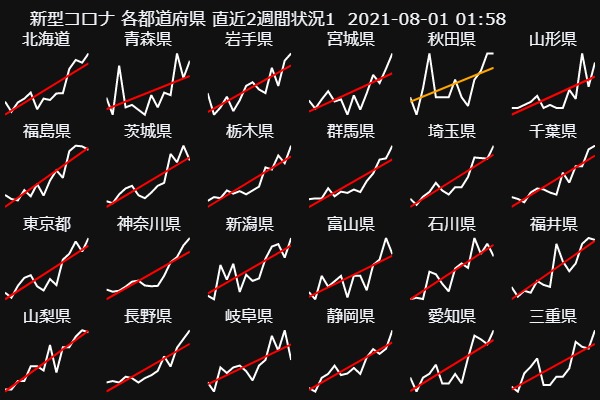 新型コロナ 各都道府県 直近2週間状況1 2021-08-01 01:58
北海道 青森県 岩手県 宮城県 秋田県 山形県
福島県 茨城県 栃木県 群馬県 埼玉県 千葉県
東京都 神奈川県 新潟県 富山県 石川県 福井県
山梨県 長野県 岐阜県 静岡県 愛知県 三重県